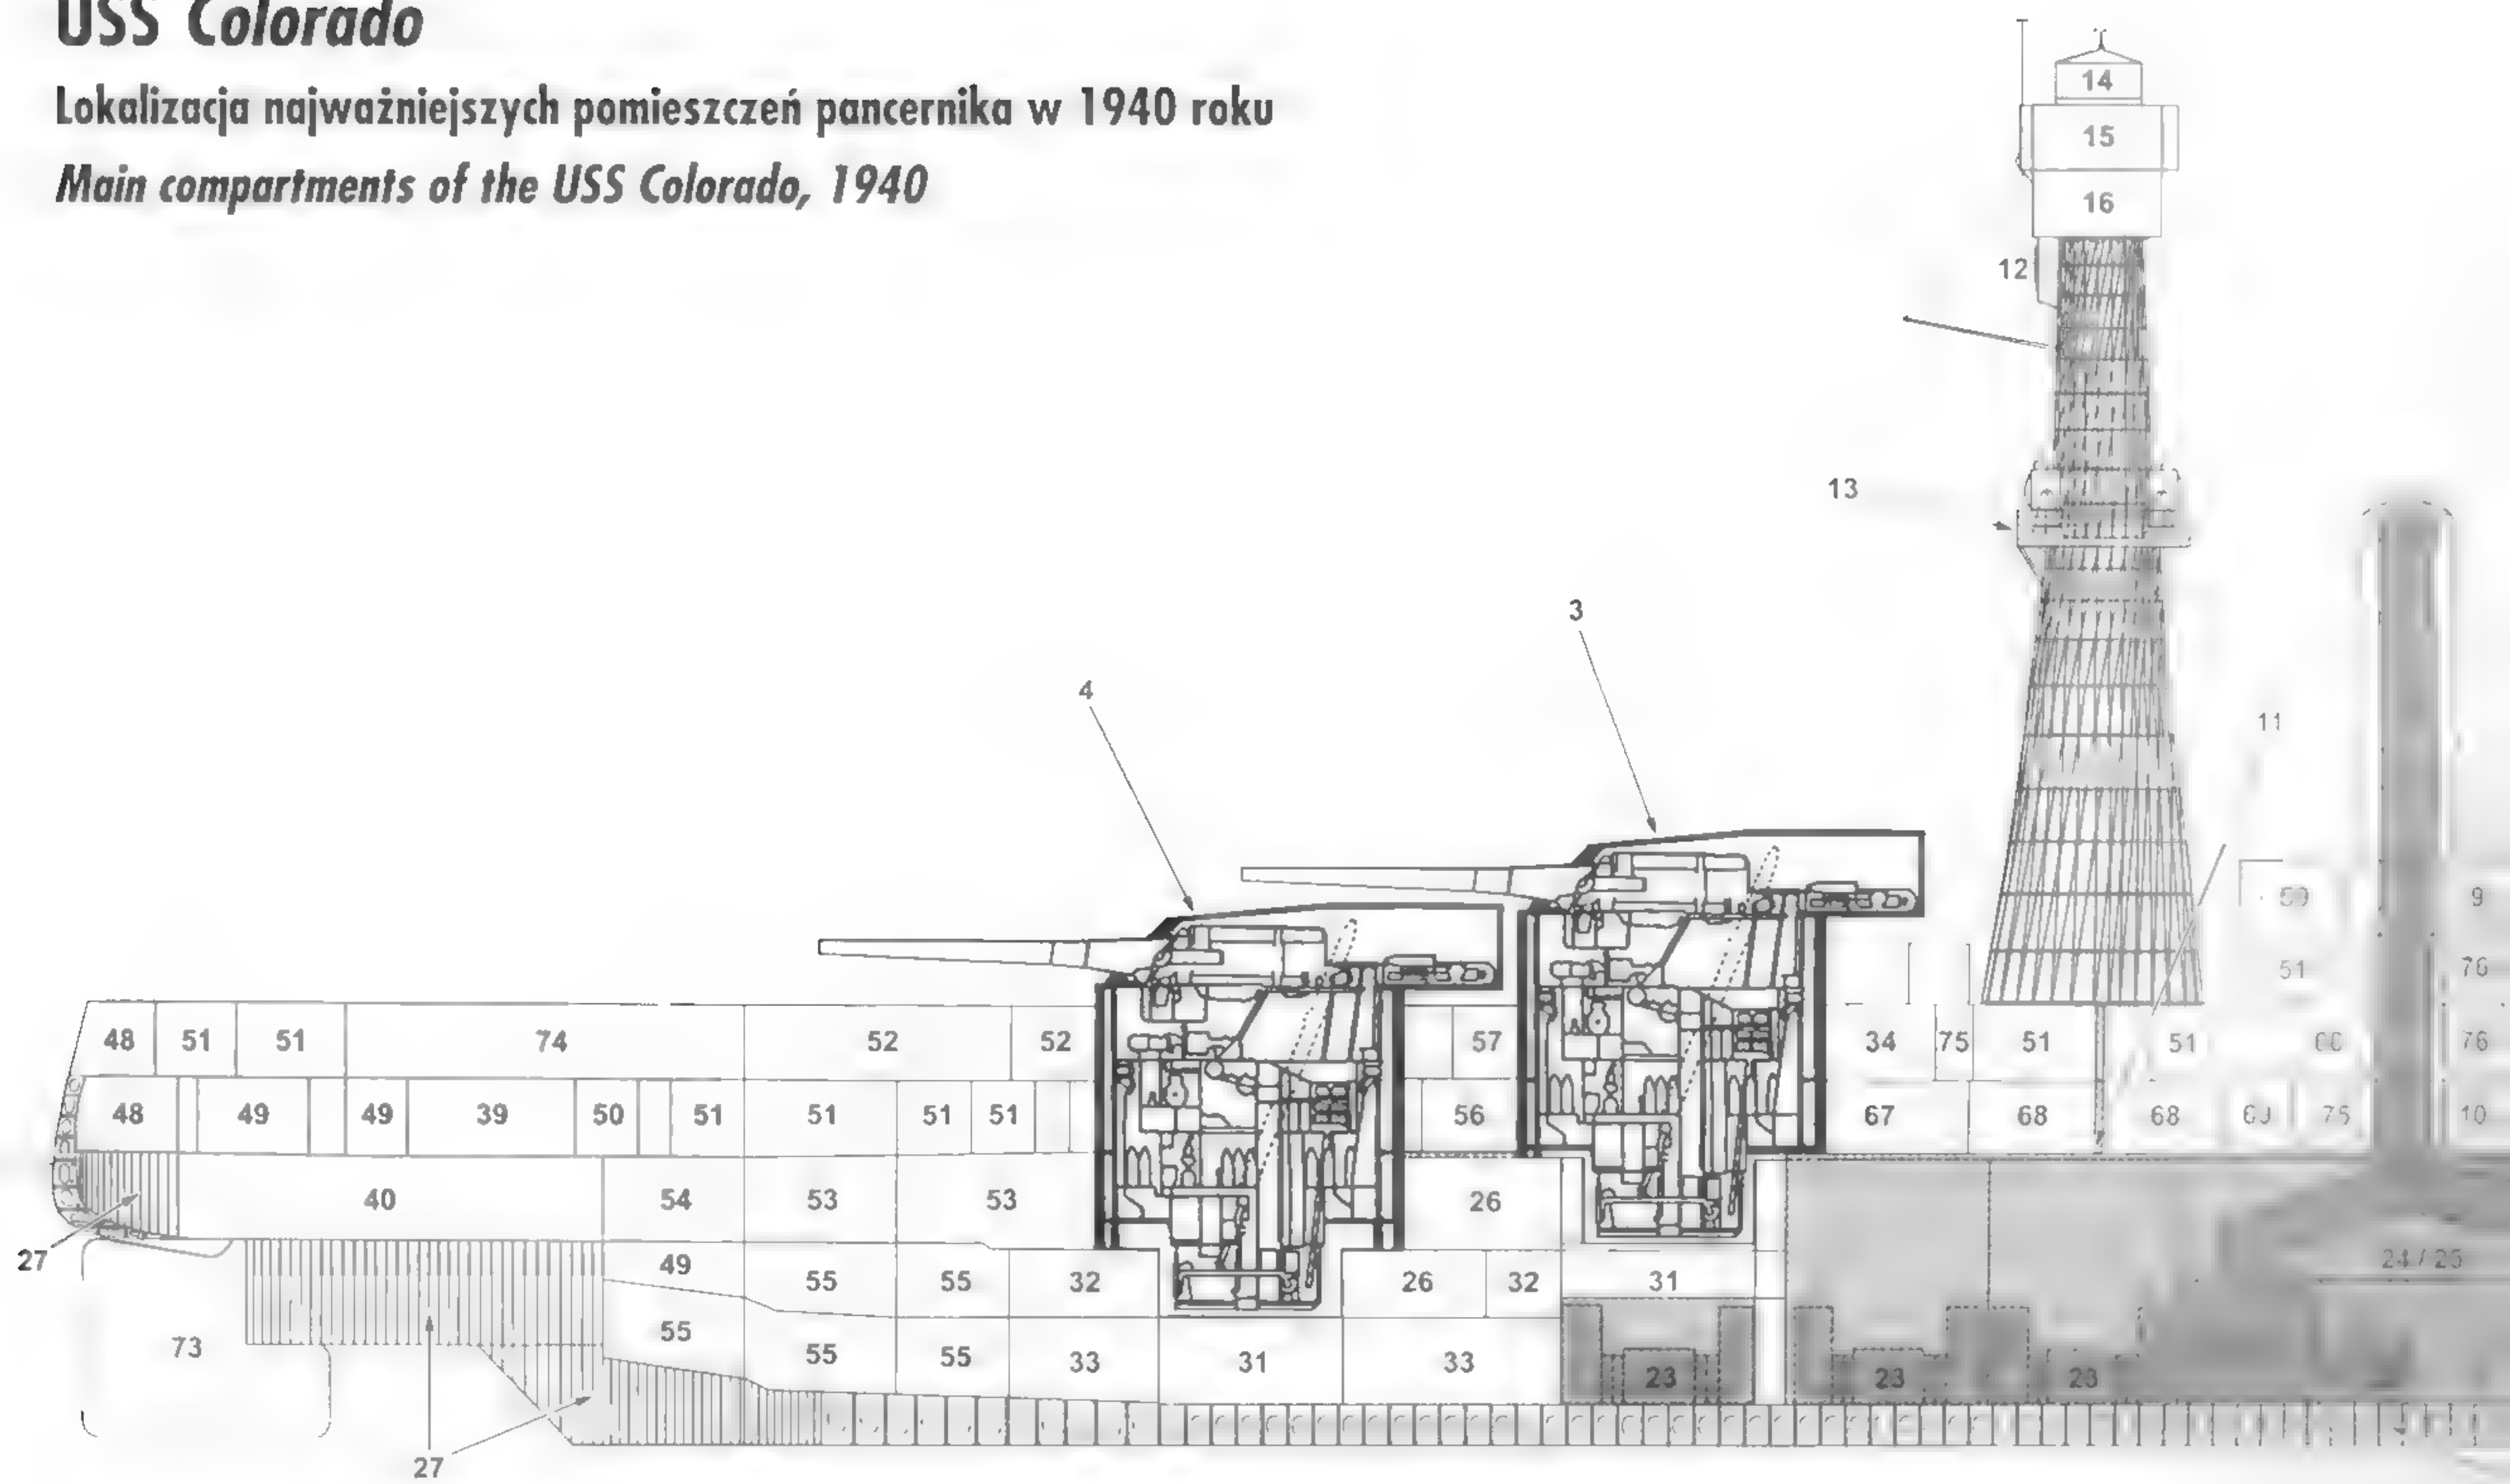 USS Colorado
Lokalizacja najważniejszych pomieszczeń pancernika w 1940 roku
Main compartments of the USS Colorado, 1940
14
15
16
12
13
3
4
11
9
51
76
48 51 51 74 52 52 57 34 75 51 51 76
48 49 49 39 50 51 51 51 51 56 67 68 68 75 10
40 54 53 53 26
27
49 55 55 32 26 32 31 24 / 25
73 55 55 55 33 31 33 23 23 23
27